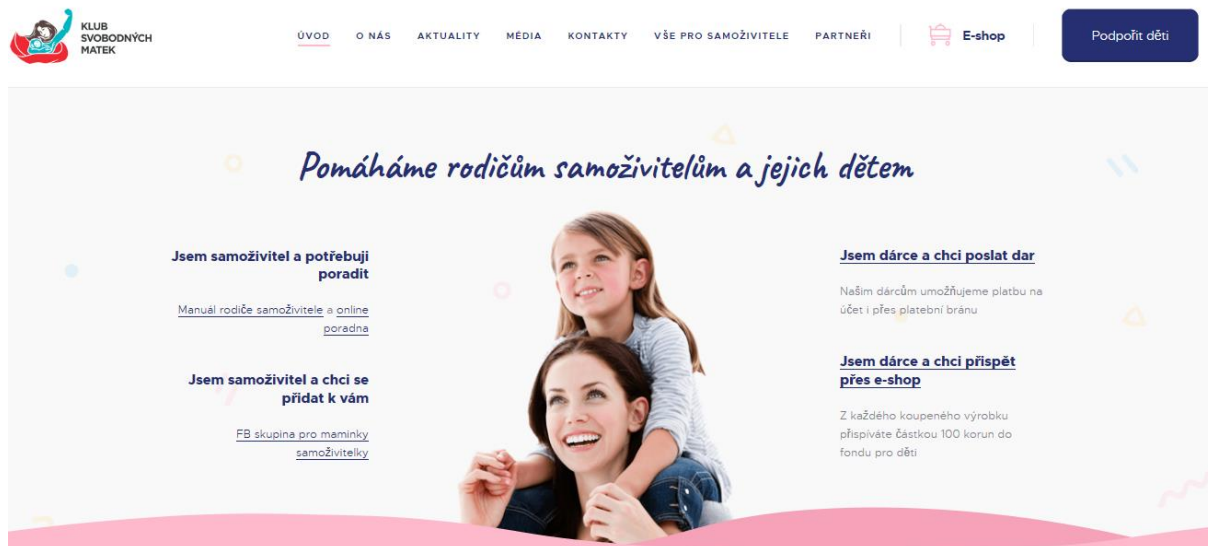 KLUB
SVOBODNÝCH
MATEK
ÚVOD
O NÁS
AKTUALITY
MÉDIA
KONTAKTY
VŠE PRO SAMOŽIVITELE
PARTNEŘI
E-shop
Podpořit děti
Pomáháme rodičům samoživitelům a jejich dětem
Jsem samoživitel a potřebuji
poradit
Manuál rodiče samoživitele a online
poradna
Jsem samoživitel a chci se
přidat k vám
FB skupina pro maminky
samoživitelky
Jsem dárce a chci poslat dar
Našim dárcům umožňujeme platbu na
účet i přes platební bránu
Jsem dárce a chci přispět
přes e-shop
Z každého koupeného výrobku
přispíváte částkou 100 korun do
fondu pro děti